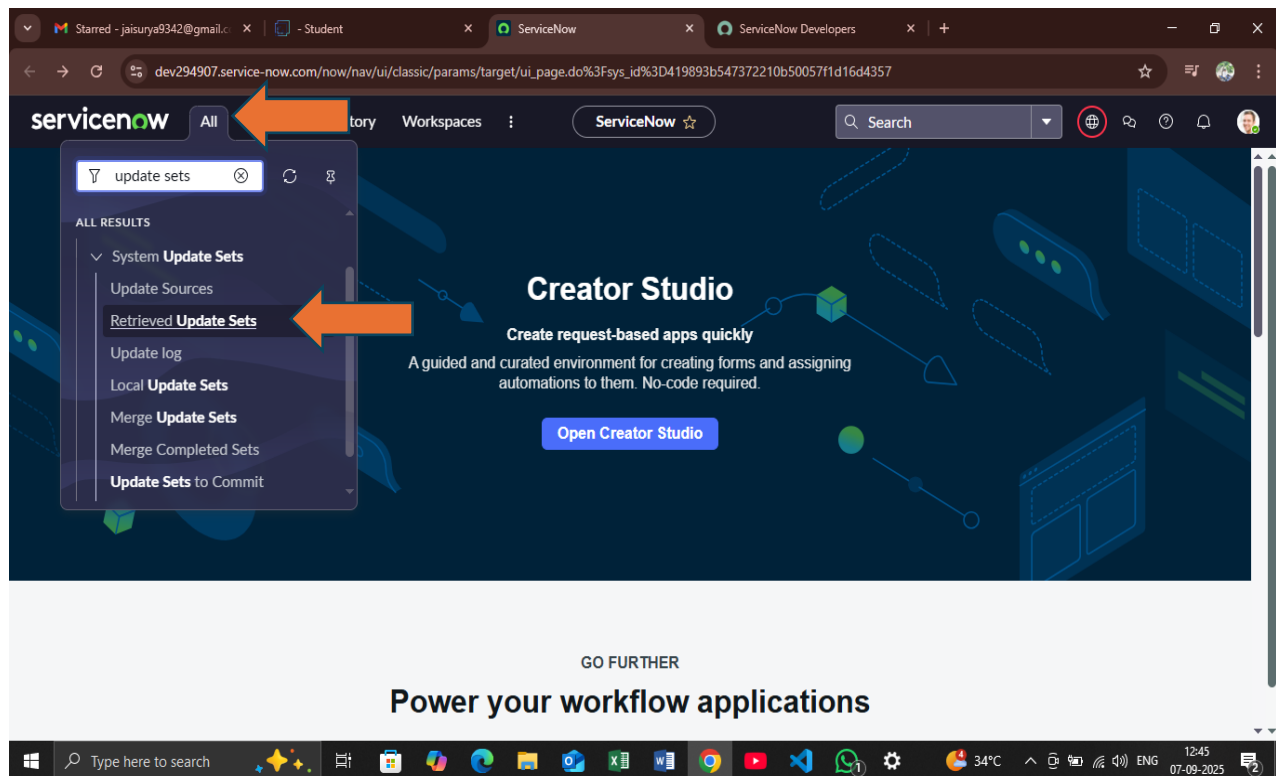 Starred - jaisurya9342@gmail.c
- Student
ServiceNow
ServiceNow Developers
dev294907.service-now.com/now/nav/ui/classic/params/target/ui_page.do%3Fsys_id%3D419893b547372210b50057f1d16d4357
servicenow
All
tory
Workspaces
ServiceNow
Search
update sets
ALL RESULTS
System Update Sets
Update Sources
Retrieved Update Sets
Update log
Local Update Sets
Merge Update Sets
Merge Completed Sets
Update Sets to Commit
Creator Studio
Create request-based apps quickly
A guided and curated environment for creating forms and assigning
automations to them. No-code required.
Open Creator Studio
GO FURTHER
Power your workflow applications
Type here to search
1
4
34°C
ENG
12:45
07-09-2025
2